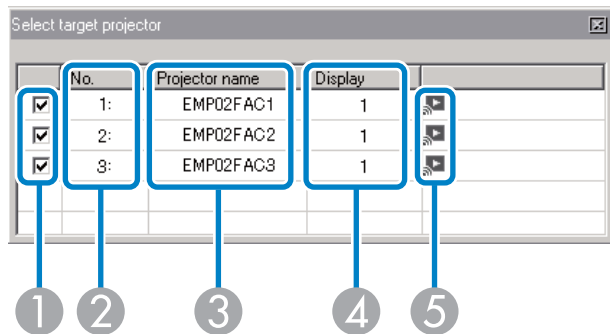 Select target projector
No. Projector name Display
1: EMP02FAC1 1
2: EMP02FAC2 1
3: EMP02FAC3 1
1 2 3 4 5